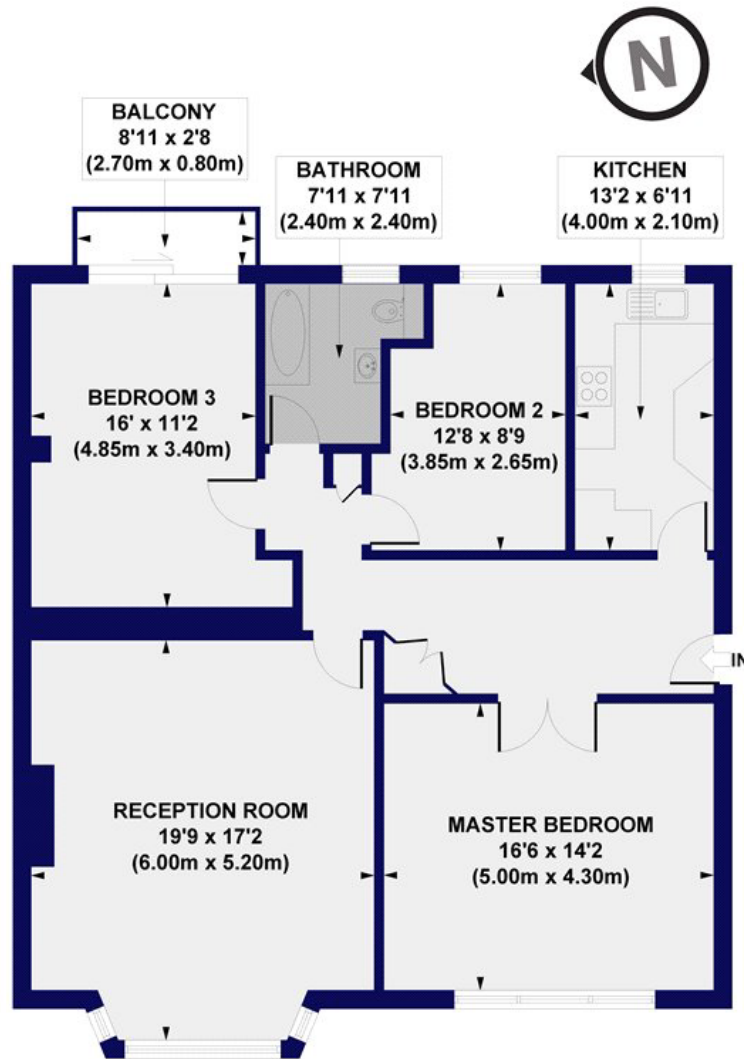 N
BALCONY
8'11 x 2'8
(2.70m x 0.80m)
BATHROOM
7'11 x 7'11
(2.40m x 2.40m)
KITCHEN
13'2 x 6'11
(4.00m x 2.10m)
BEDROOM 3
16' x 11'2
(4.85m x 3.40m)
BEDROOM 2
12'8 x 8'9
(3.85m x 2.65m)
IN
RECEPTION ROOM
19'9 x 17'2
(6.00m x 5.20m)
MASTER BEDROOM
16'6 x 14'2
(5.00m x 4.30m)